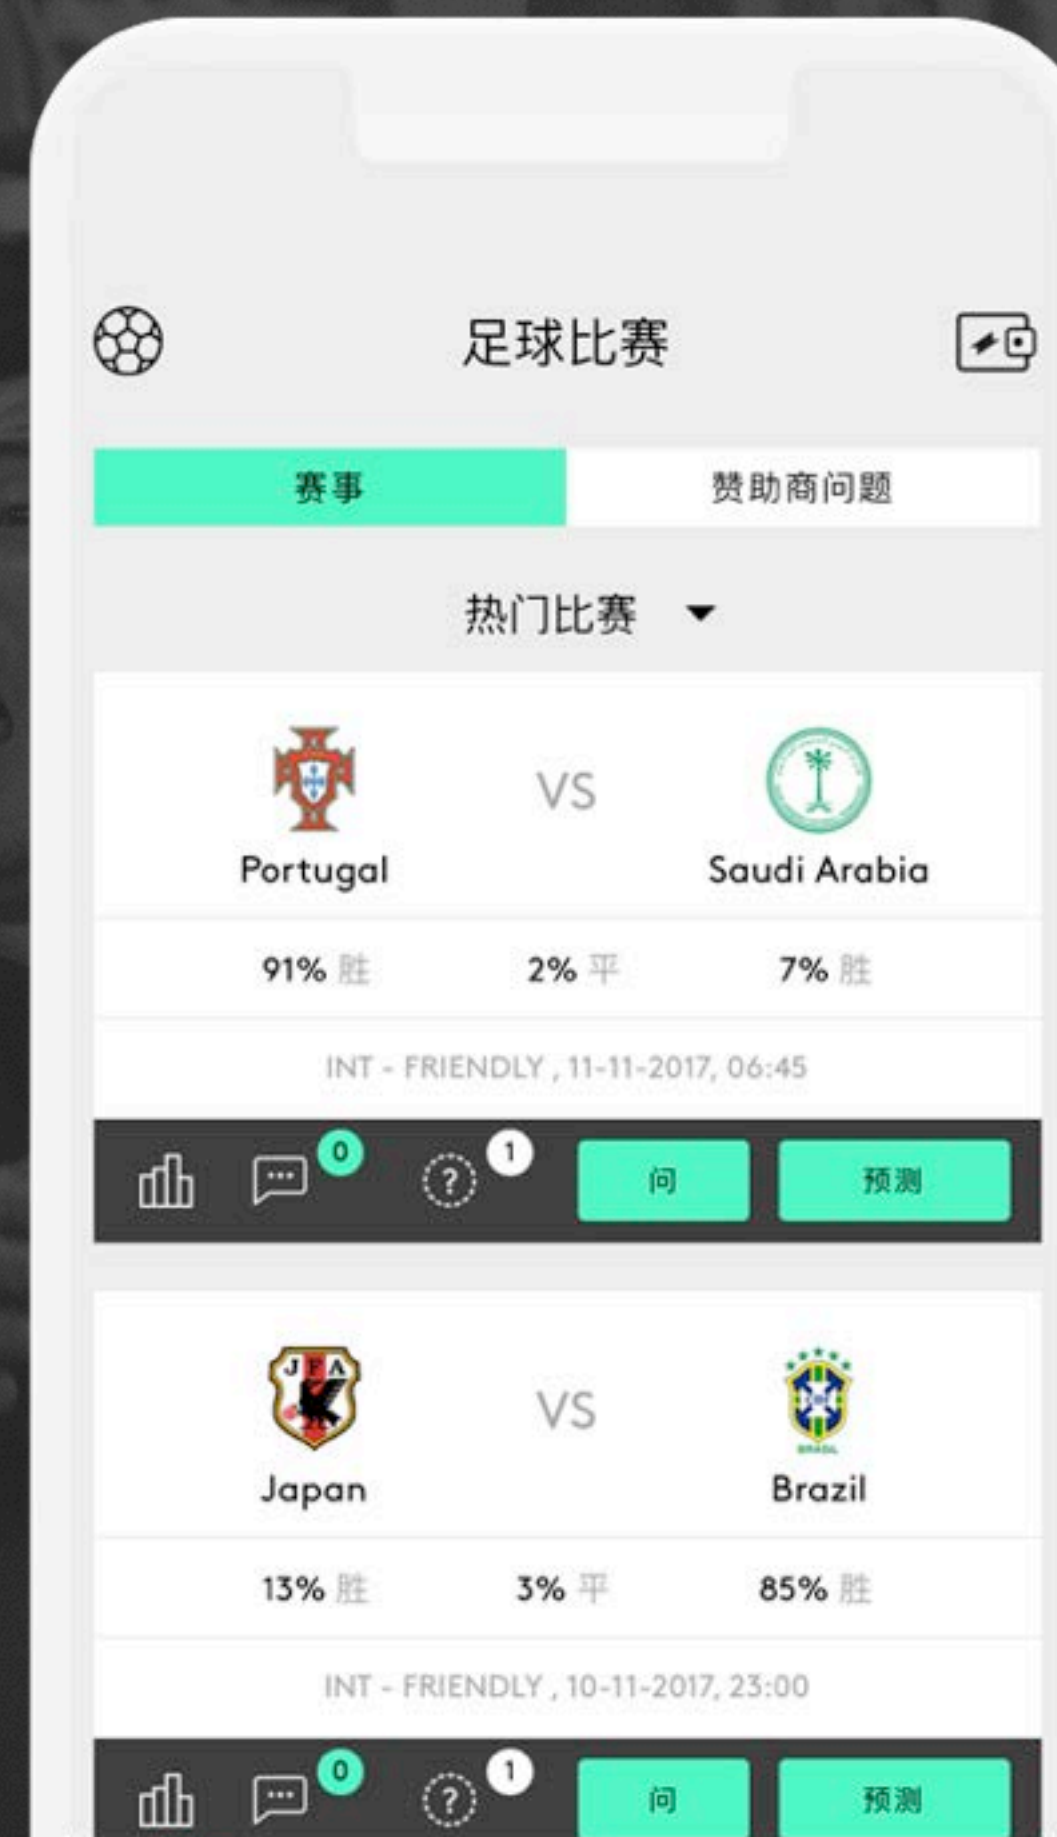 足球比赛
赛事 赞助商问题
热门比赛
VS
Portugal Saudi Arabia
91% 胜 2% 平 7% 胜
INT - FRIENDLY , 11-11-2017, 06:45
0 ? 1 问 预测
JFA VS
BRASIL
Japan Brazil
13% 胜 3% 平 85% 胜
INT - FRIENDLY , 10-11-2017, 23:00
0 ? 1 问 预测